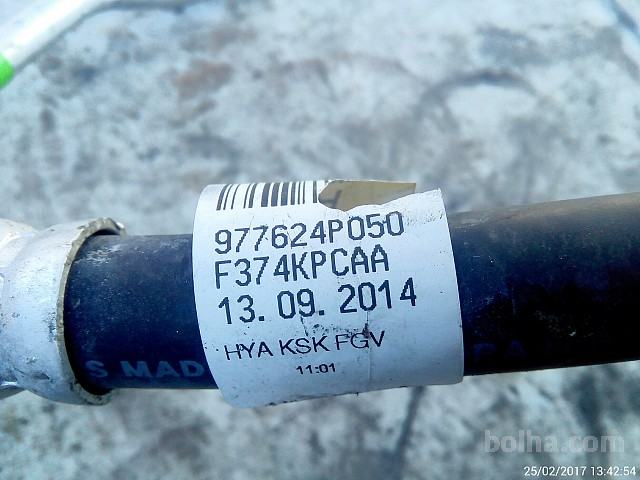 977624P050
F374KPCAA
13. 09. 2014
HYA KSK FGV
11:01
S MAD
bolha.com
25/02/2017 13:42:54